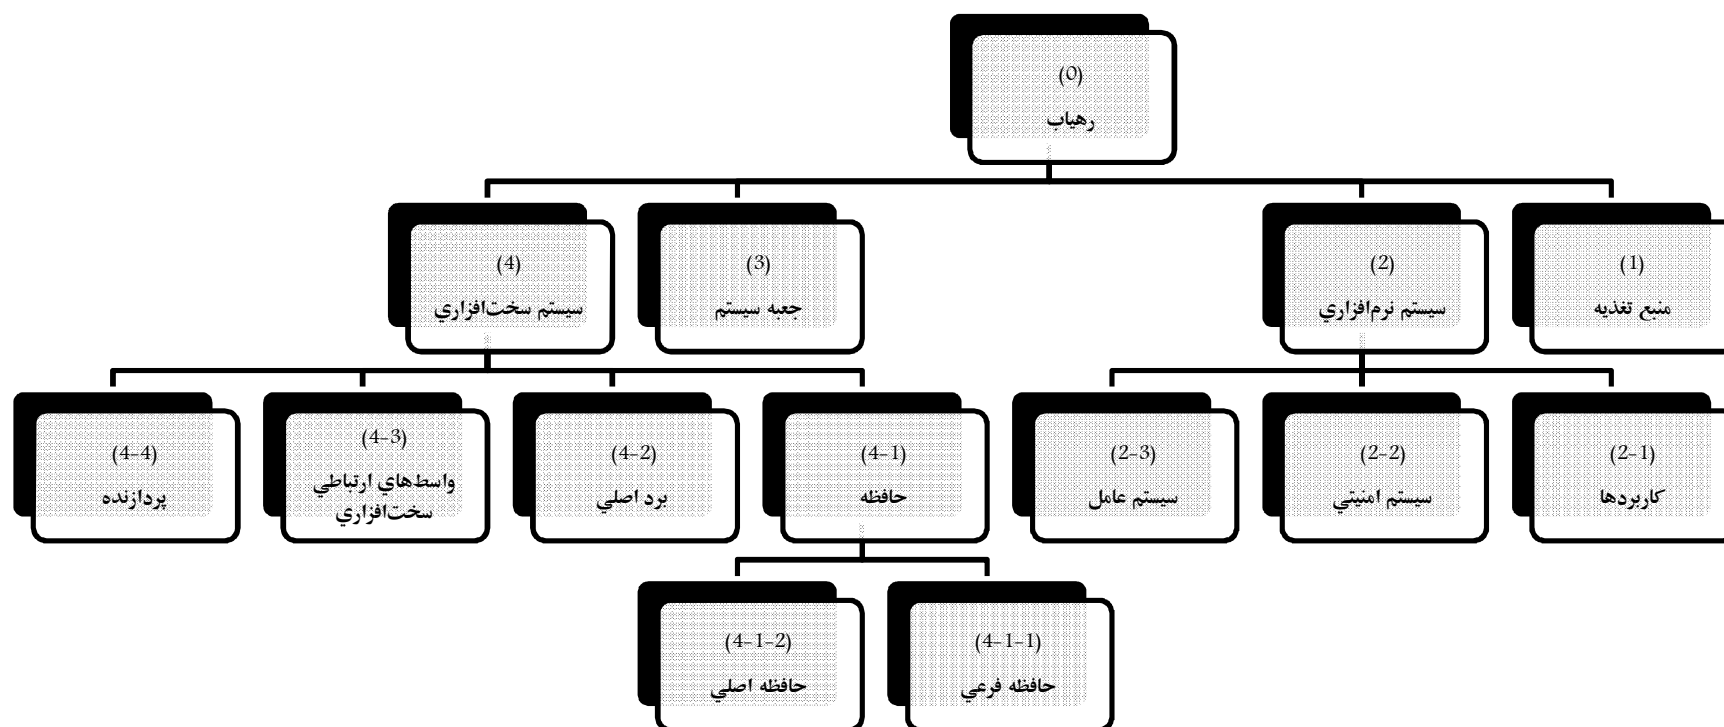 (0)
رهياب
(1)
منبع تغذيه
(2)
سيستم نرم‌افزاري
(3)
جعبه سيستم
(4)
سيستم سخت‌افزاري
(2-1)
كاربردها
(2-2)
سيستم امنيتي
(2-3)
سيستم عامل
(4-1)
حافظه
(4-2)
برد اصلي
(4-3)
واسط‌هاي ارتباطي
سخت‌افزاري
(4-4)
پردازنده
(4-1-1)
حافظه فرعي
(4-1-2)
حافظه اصلي